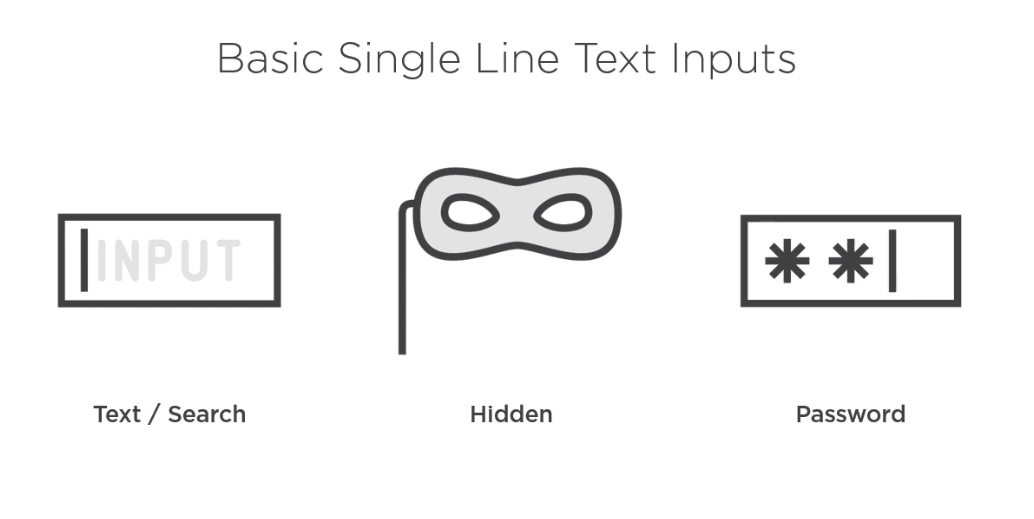 Basic Single Line Text Inputs
INPUT
**
Text / Search
Hidden
Password